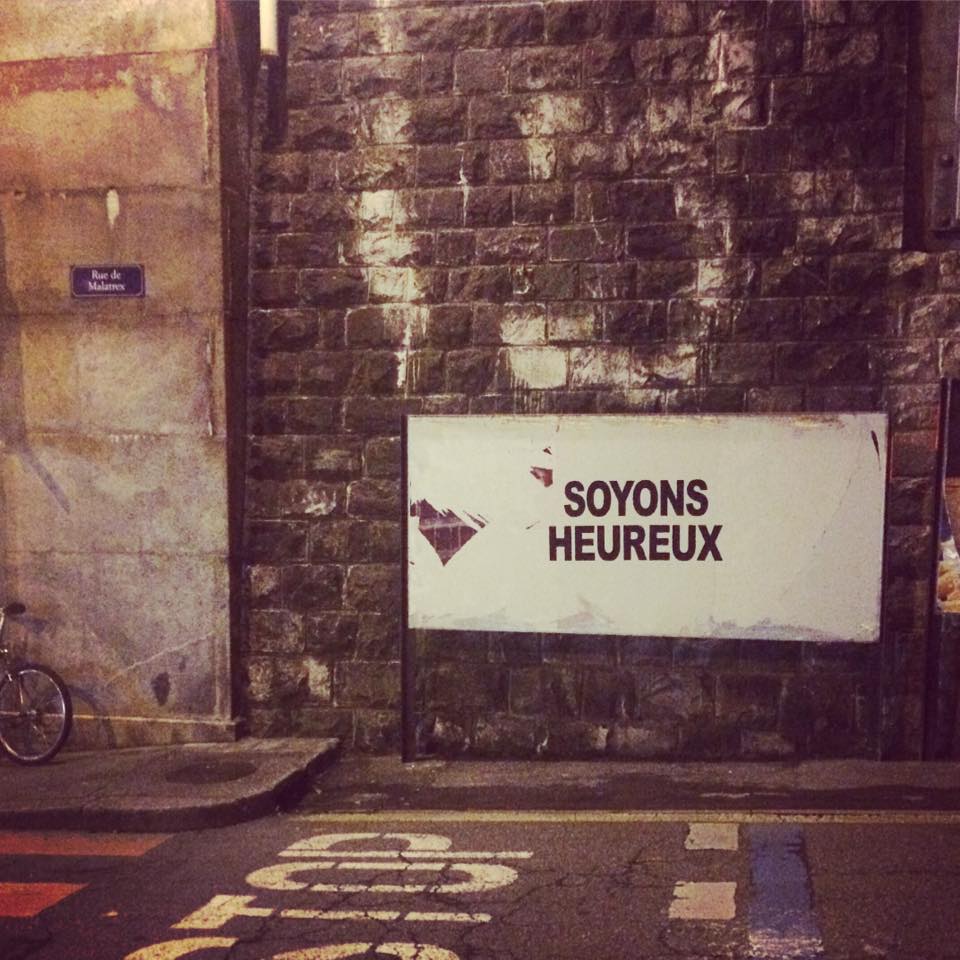 Rue de
Malatrex
SOYONS
HEUREUX